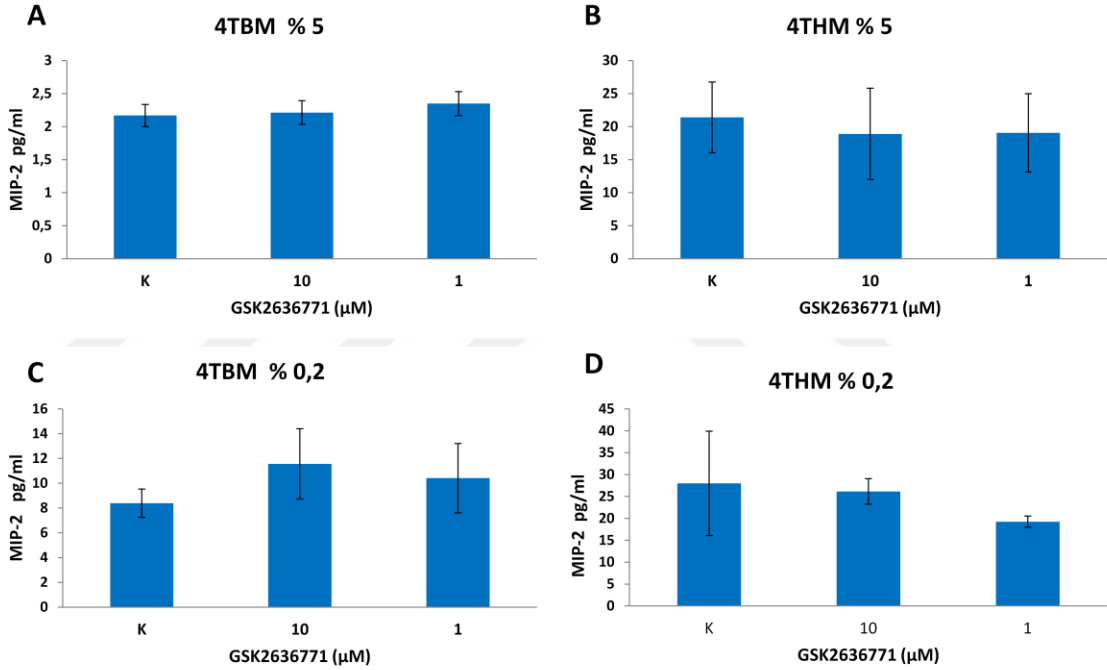 A
4TBM % 5
MIP-2 pg/ml
3
2,5
2
1,5
1
0,5
0
K 10 1
GSK2636771 (µM)
B
4THM % 5
MIP-2 pg/ml
30
25
20
15
10
5
0
K 10 1
GSK2636771 (µM)
C
4TBM % 0,2
MIP-2 pg/ml
16
14
12
10
8
6
4
2
0
K 10 1
GSK2636771 (µM)
D
4THM % 0,2
MIP-2 pg/ml
45
40
35
30
25
20
15
10
5
0
K 10 1
GSK2636771 (µM)